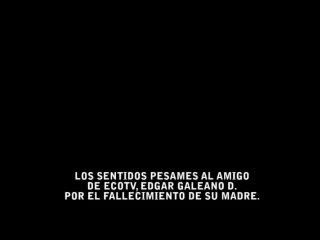 LOS SENTIDOS PESAMES AL AMIGO
DE ECOTV, EDGAR GALEANO D.
POR EL FALLECIMIENTO DE SU MADRE.